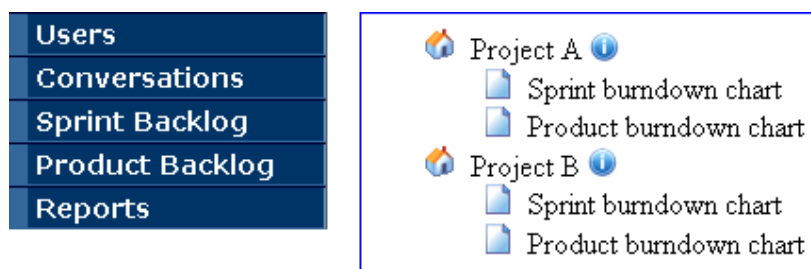 Users
Conversations
Sprint Backlog
Product Backlog
Reports
Project A
Sprint burndown chart
Product burndown chart
Project B
Sprint burndown chart
Product burndown chart